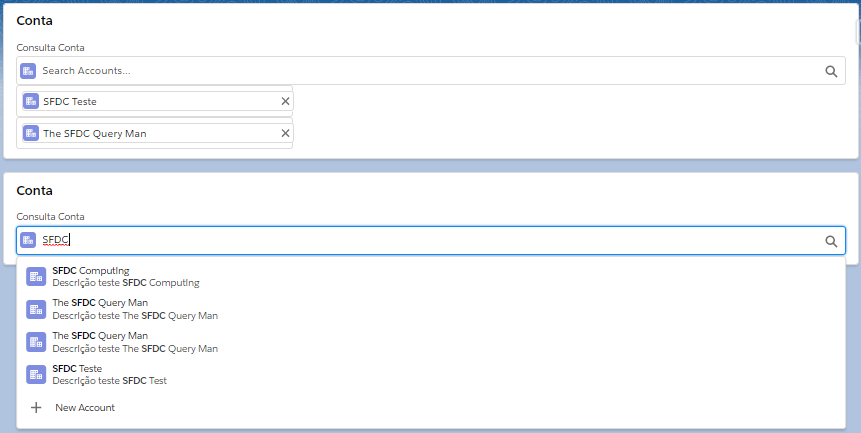 Conta
Consulta Conta
Search Accounts...
SFDC Teste
The SFDC Query Man
Conta
Consulta Conta
SFDC
SFDC Computing
Descrição teste SFDC Computing
The SFDC Query Man
Descrição teste The SFDC Query Man
The SFDC Query Man
Descrição teste The SFDC Query Man
SFDC Teste
Descrição teste SFDC Test
New Account